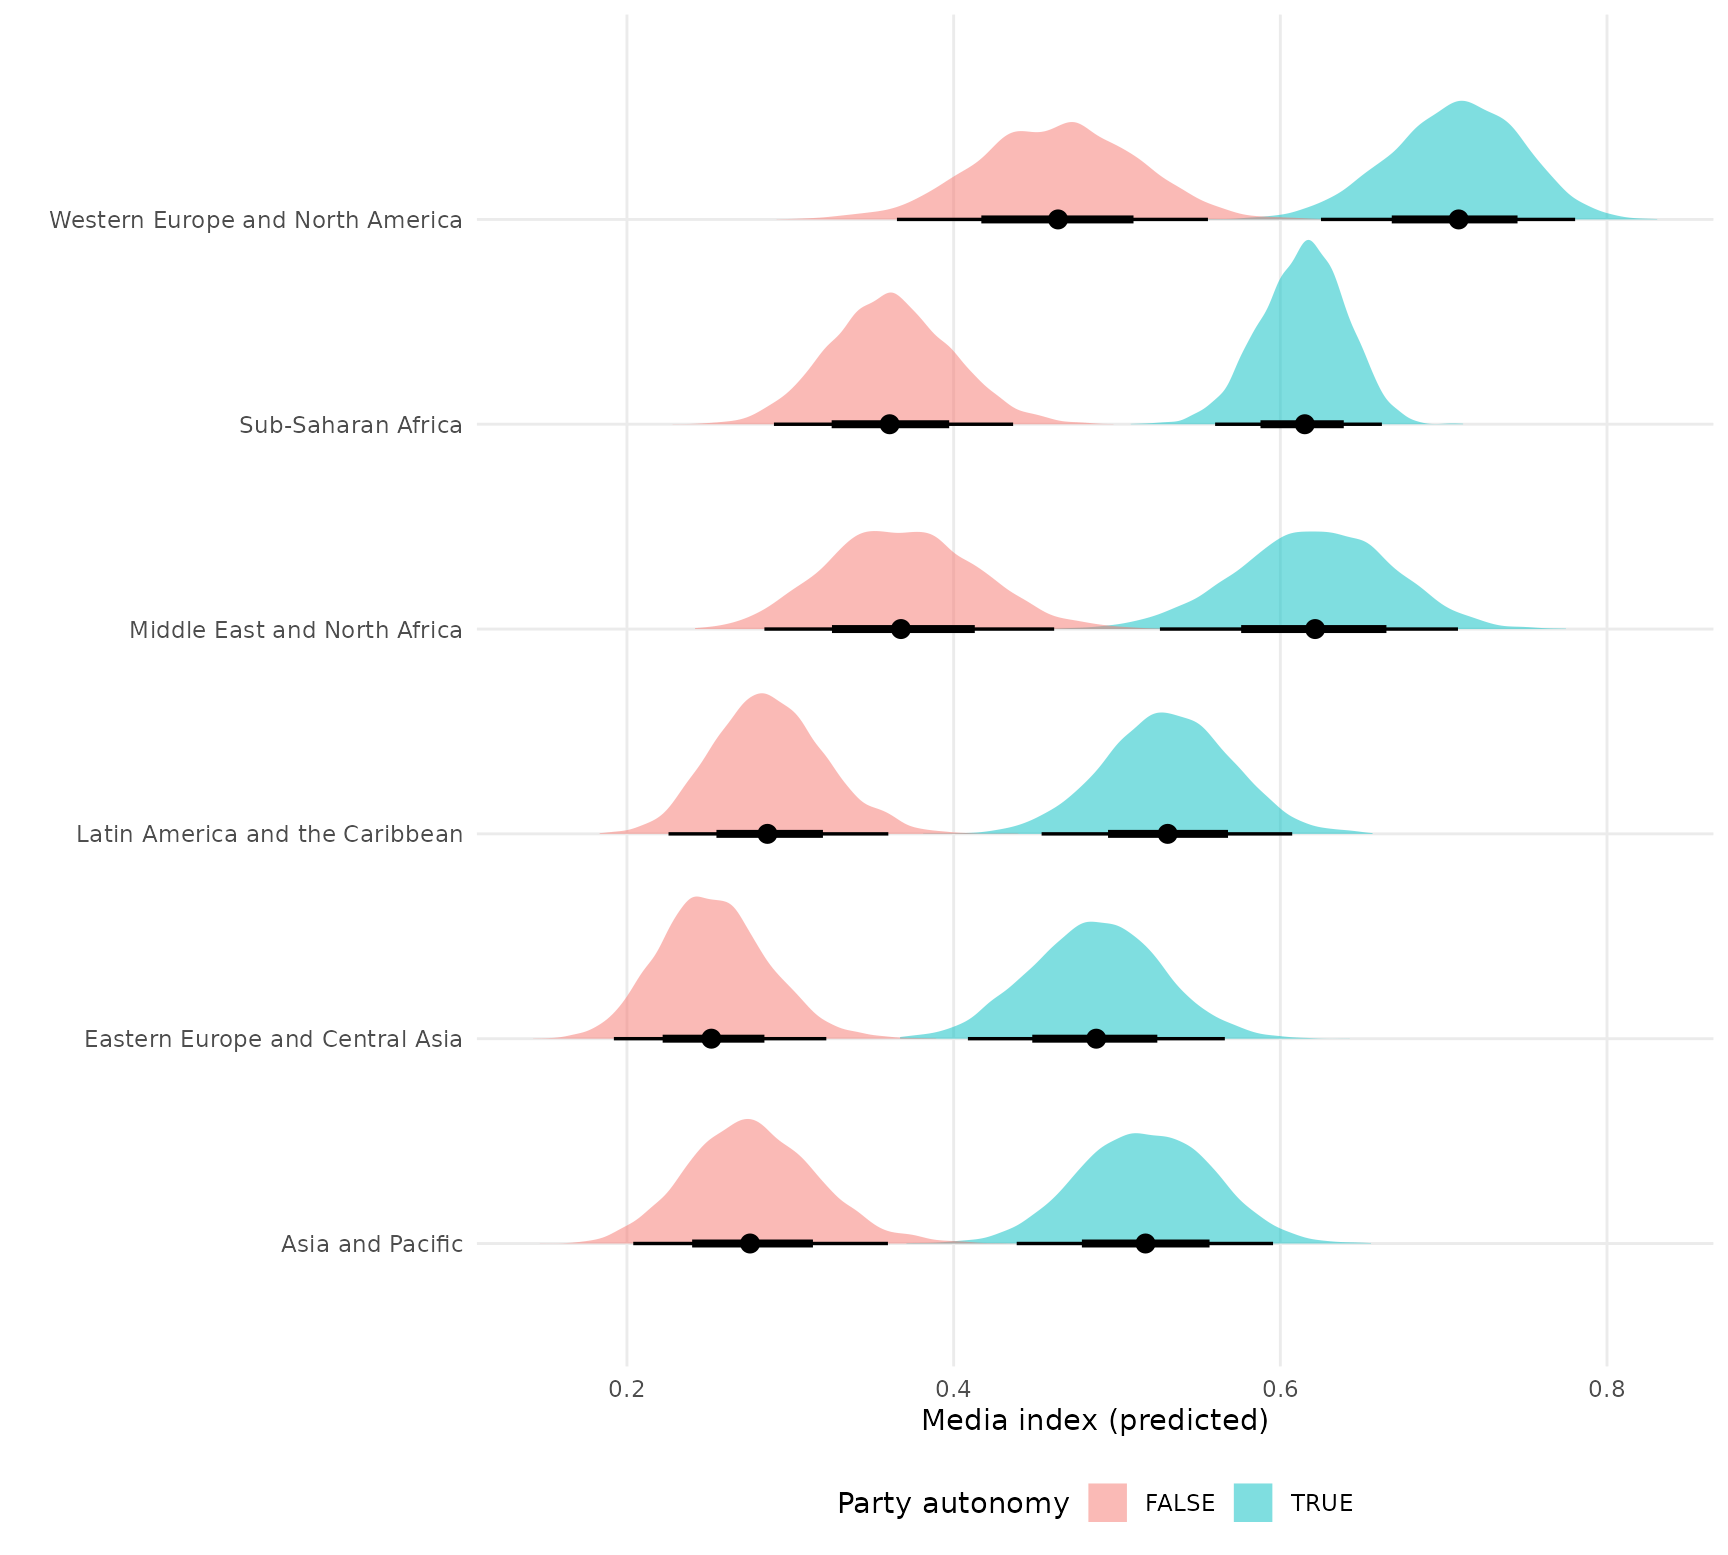 Western Europe and North America
Sub-Saharan Africa
Middle East and North Africa
Latin America and the Caribbean
Eastern Europe and Central Asia
Asia and Pacific
0.2 0.4 0.6 0.8
Media index (predicted)
Party autonomy FALSE TRUE